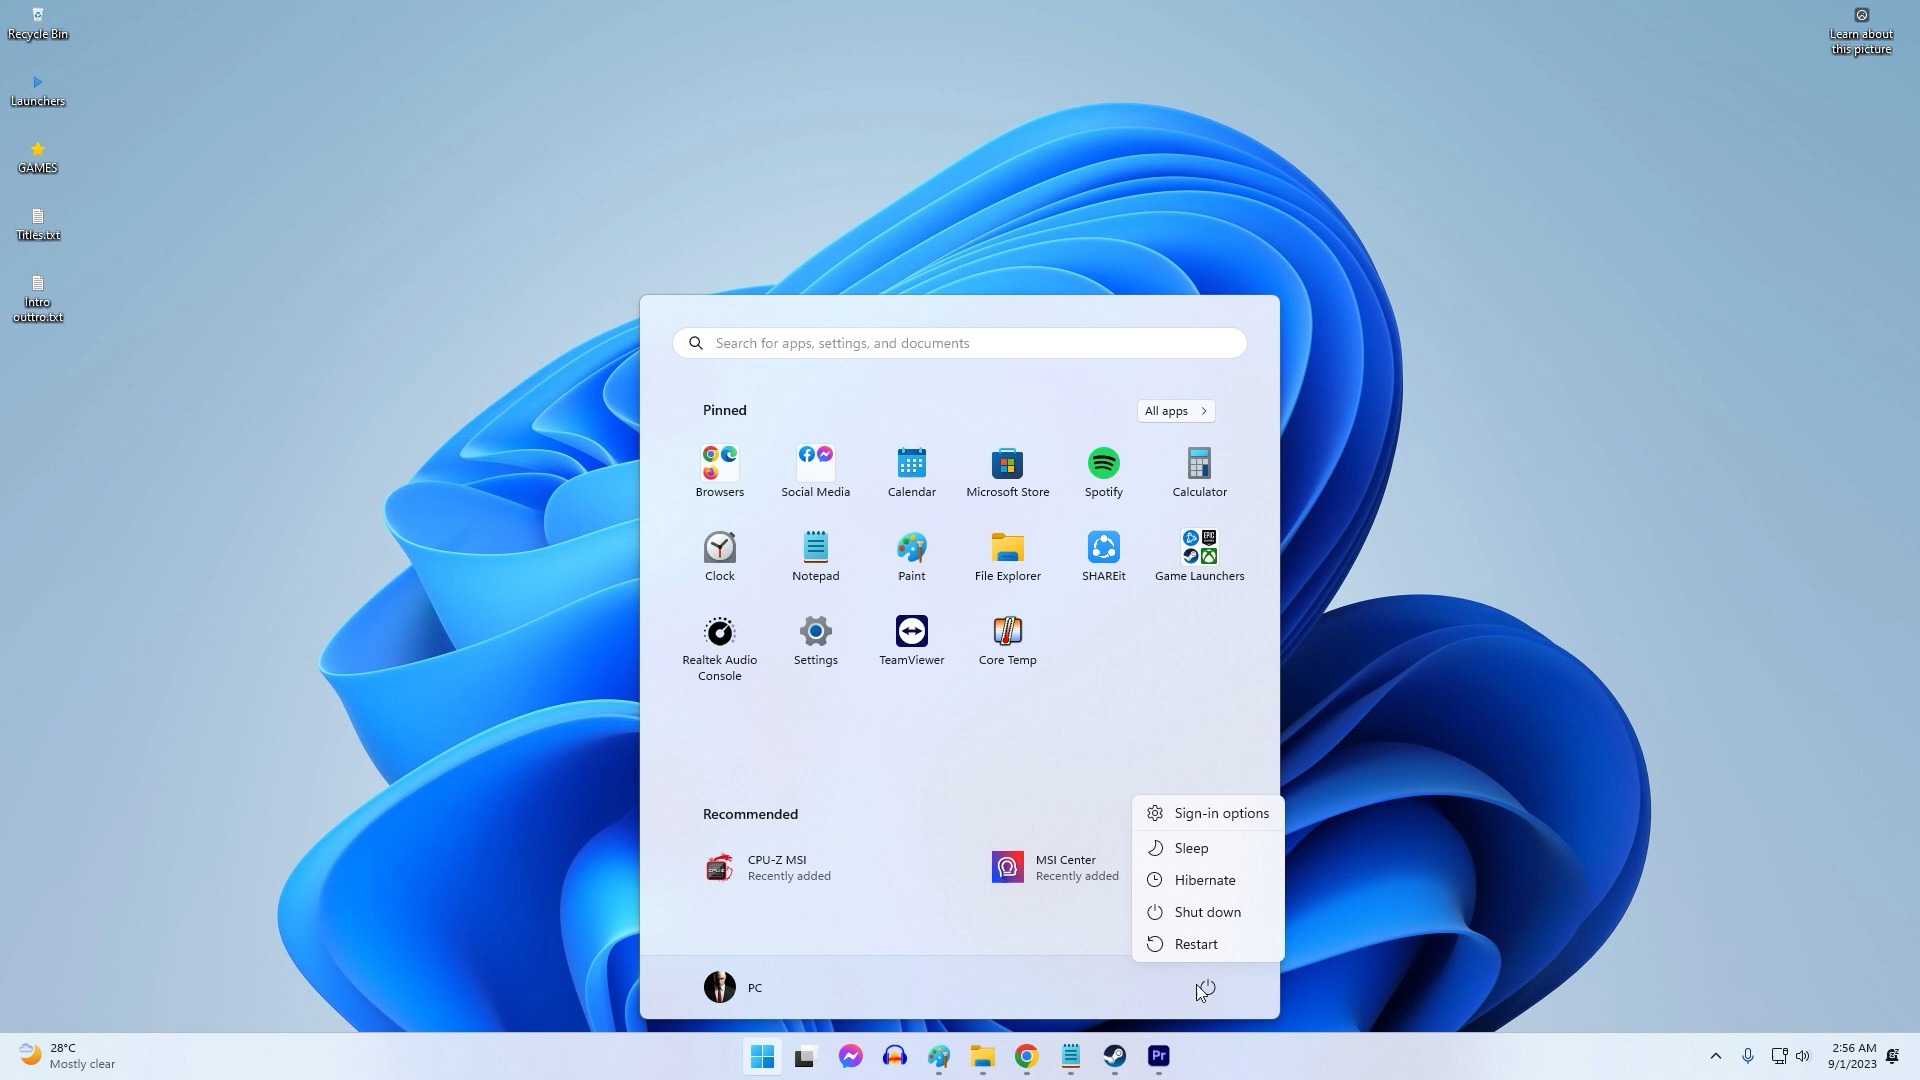 Recycle Bin
Launchers
GAMES
Titles.txt
Intro
outtro.txt
Learn about
this picture
Search for apps, settings, and documents
Pinned
All apps
Browsers
Social Media
Calendar
Microsoft Store
Spotify
Calculator
Clock
Notepad
Paint
File Explorer
SHAREit
Game Launchers
Realtek Audio
Console
Settings
TeamViewer
Core Temp
Recommended
CPU-Z MSI
Recently added
MSI Center
Recently added
Sign-in options
Sleep
Hibernate
Shut down
Restart
PC
28°C
Mostly clear
Pr
2:56 AM
9/1/2023